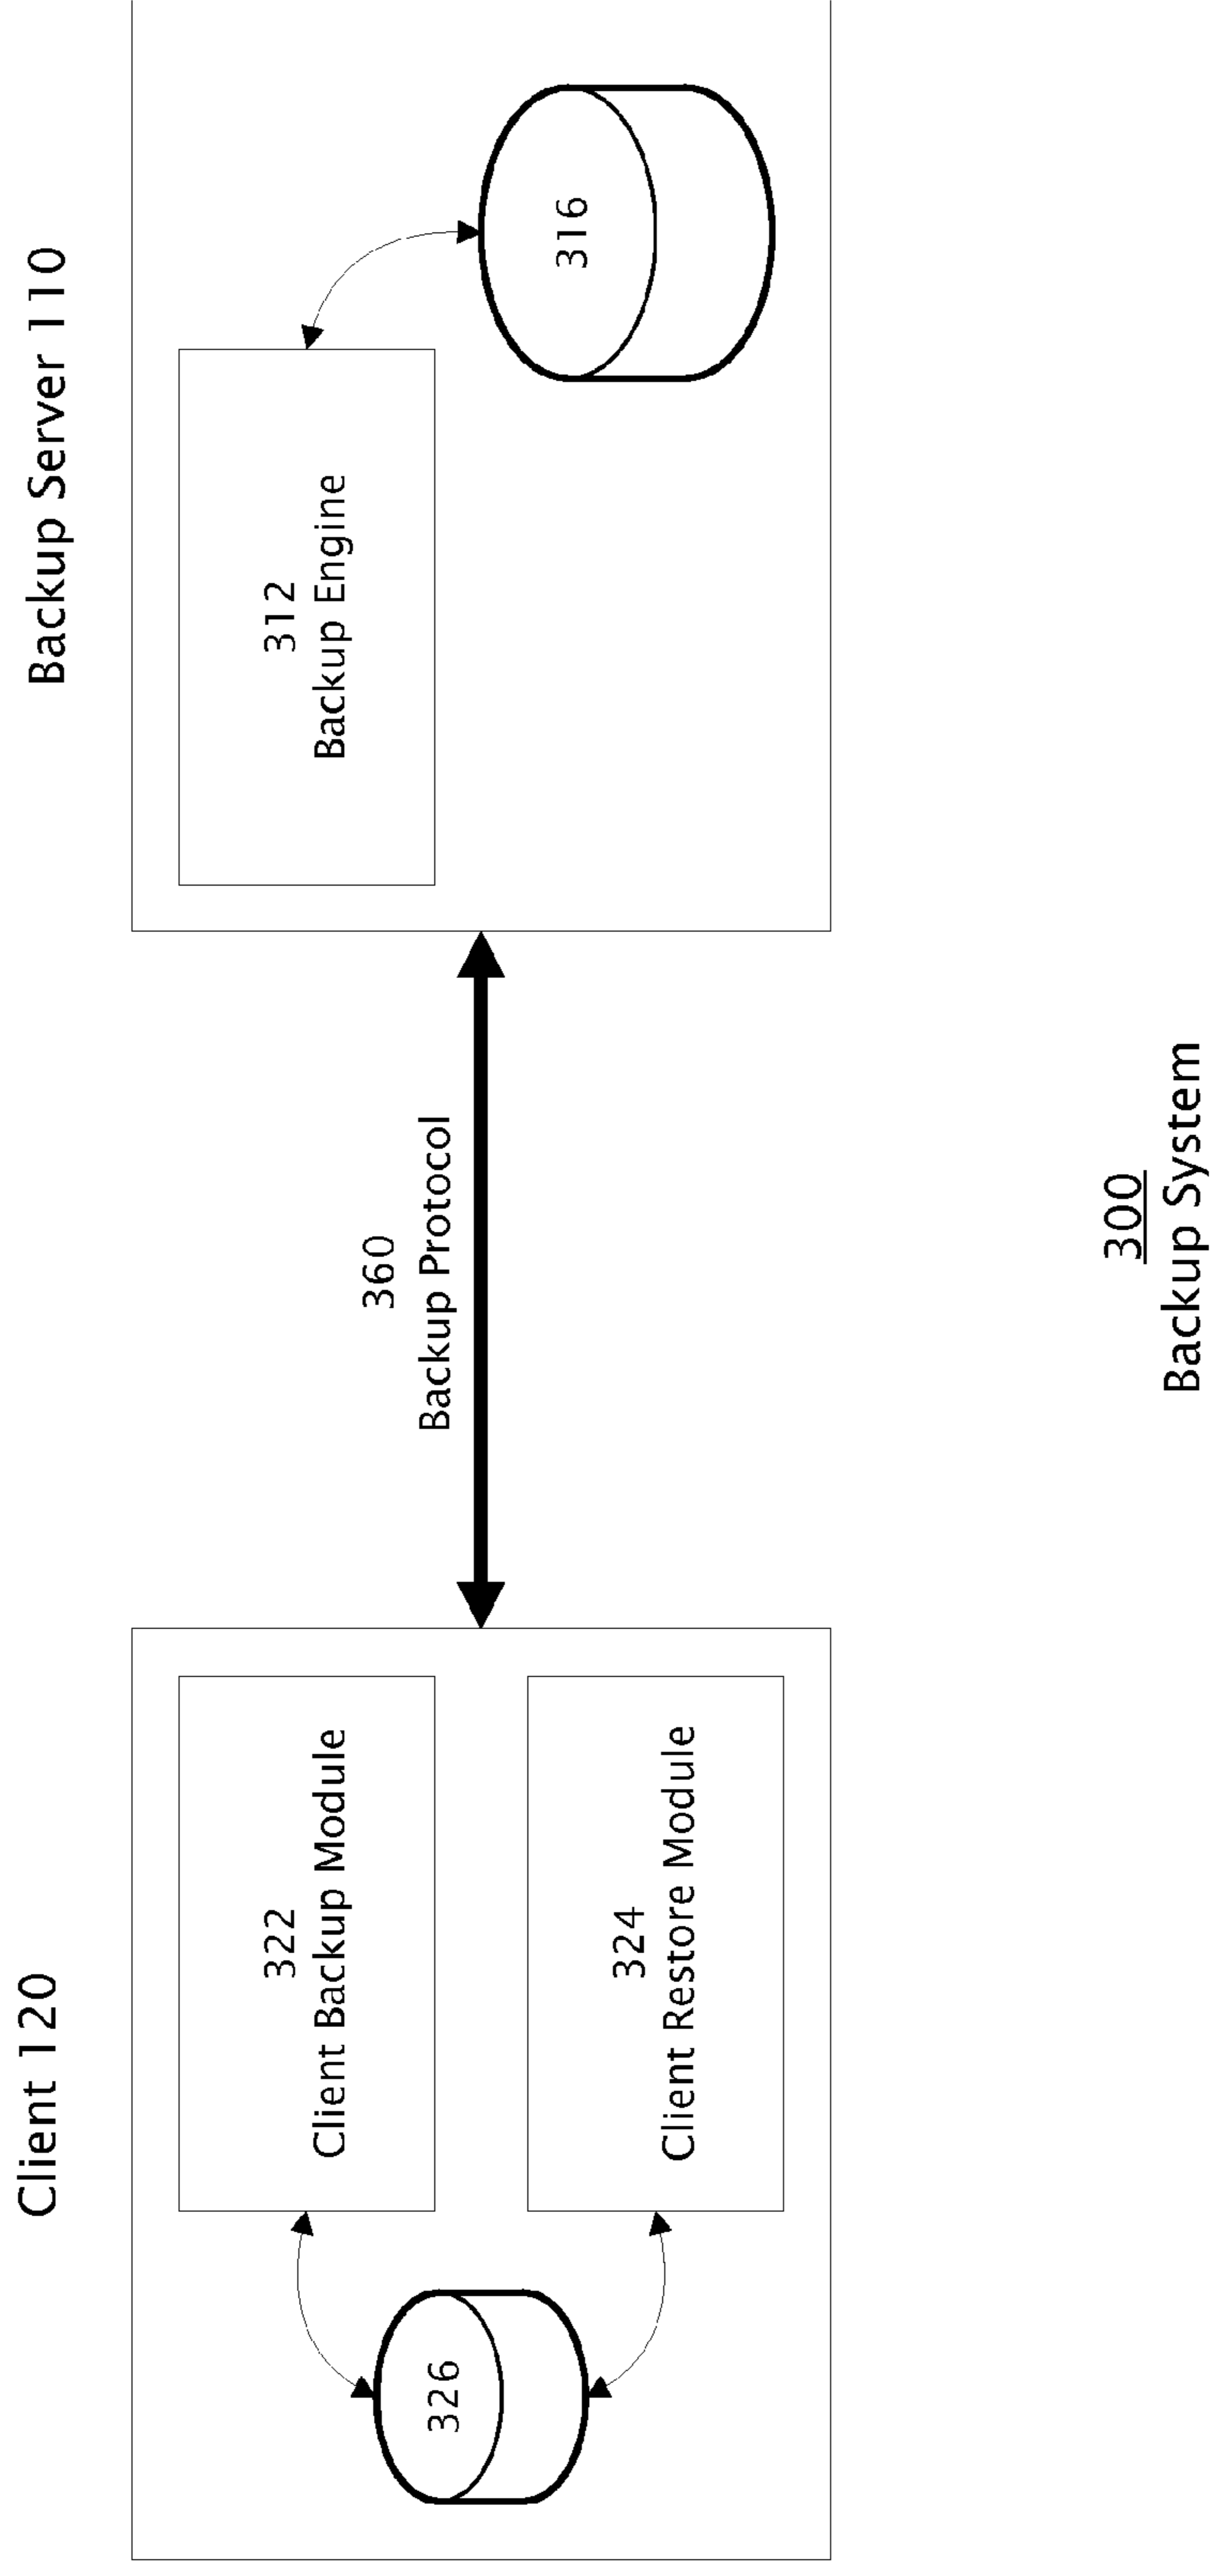 Client 120
322
Client Backup Module
324
Client Restore Module
326
360
Backup Protocol
Backup Server 110
312
Backup Engine
316
300
Backup System